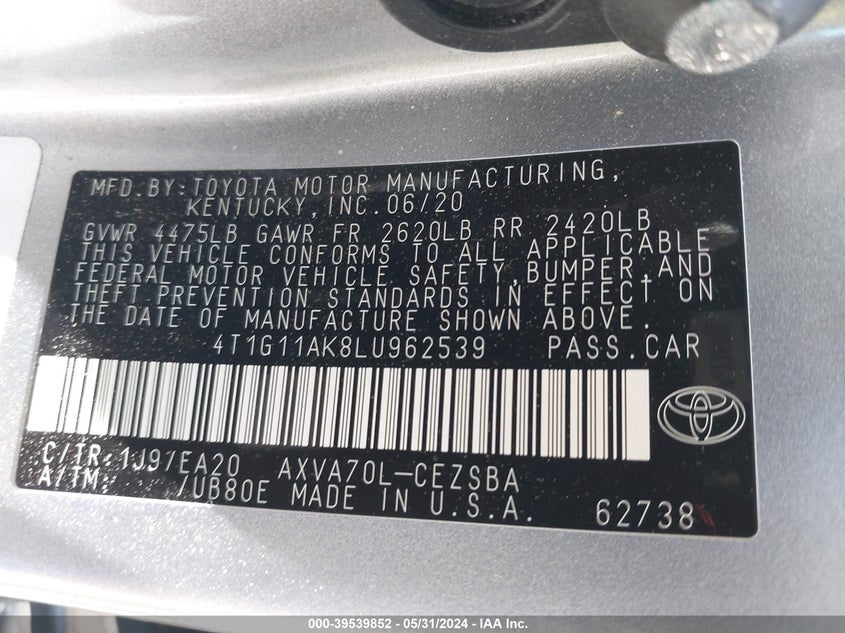 MFD.BY:TOYOTA MOTOR MANUFACTURING,
KENTUCKY,INC.06/20
GVWR 4475LB GAWR FR 2620LB RR 2420LB
THIS VEHICLE CONFORMS TO ALL APPLICABLE
FEDERAL MOTOR VEHICLE SAFETY,BUMPER,AND
THEFT PREVENTION STANDARDS IN EFFECT ON
THE DATE OF MANUFACTURE SHOWN ABOVE.
4T1G11AK8LU962539 PASS.CAR
C/TR:1J9/EA20 AXVA70L-CEZSBA
A/TM: /UB80E MADE IN U.S.A. 62738
000-39539852 - 05/31/2024 - IAA Inc.